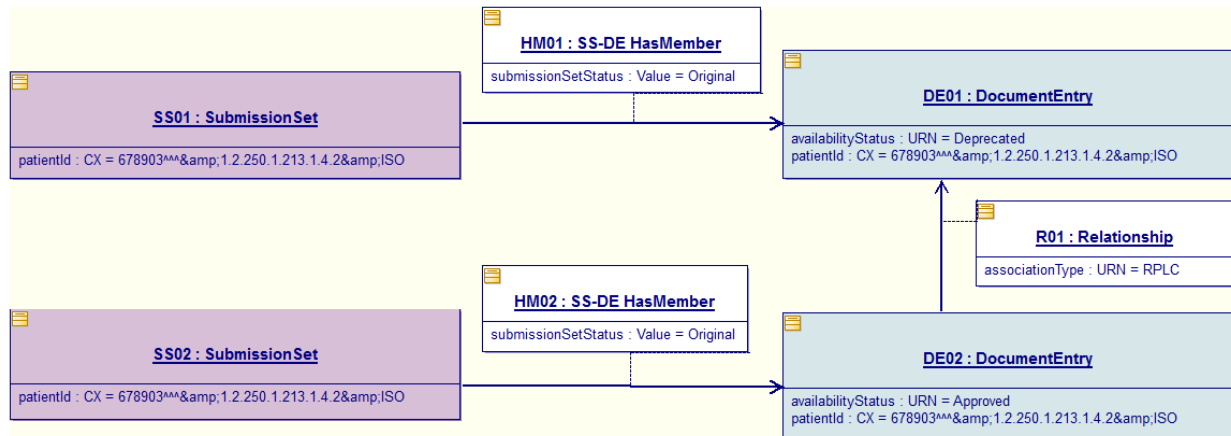 HM01 : SS-DE HasMember
submissionSetStatus : Value = Original
SS01 : SubmissionSet
patientId : CX = 678903^^^&amp;1.2.250.1.213.1.4.2&amp;ISO
DE01 : DocumentEntry
availabilityStatus : URN = Deprecated
patientId : CX = 678903^^^&amp;1.2.250.1.213.1.4.2&amp;ISO
R01 : Relationship
associationType : URN = RPLC
HM02 : SS-DE HasMember
submissionSetStatus : Value = Original
SS02 : SubmissionSet
patientId : CX = 678903^^^&amp;1.2.250.1.213.1.4.2&amp;ISO
DE02 : DocumentEntry
availabilityStatus : URN = Approved
patientId : CX = 678903^^^&amp;1.2.250.1.213.1.4.2&amp;ISO